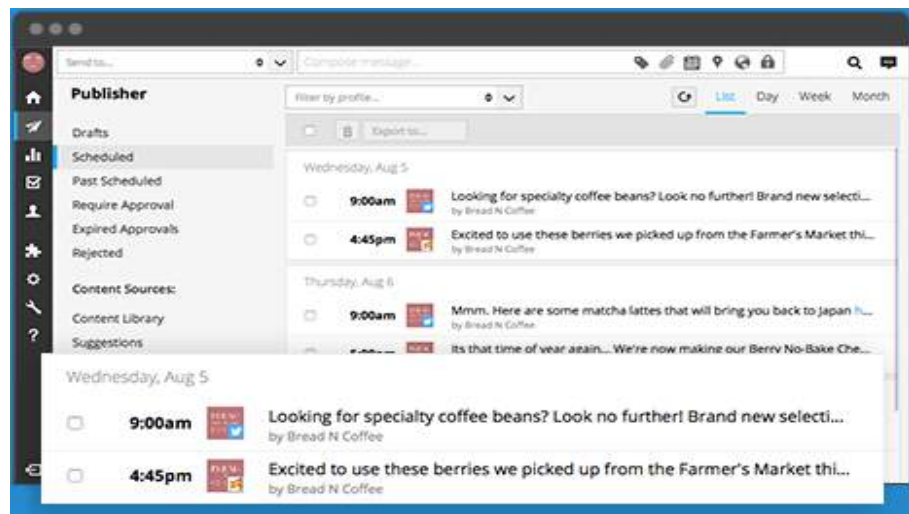 Send to...
Compose message...
Publisher
Filter by profile...
List Day Week Month
Drafts
Export to...
Scheduled
Wednesday, Aug 5
Past Scheduled
9:00am Looking for specialty coffee beans? Look no further! Brand new selecti...
by Bread N Coffee
Require Approval
Expired Approvals
4:45pm Excited to use these berries we picked up from the Farmer's Market thi...
by Bread N Coffee
Rejected
Thursday, Aug 6
Content Sources:
9:00am Mmm. Here are some matcha lattes that will bring you back to Japan h...
by Bread N Coffee
Content Library
Suggestions
Its that time of year again... We're now making our Berry No-Bake Che...
Wednesday, Aug 5
9:00am Looking for specialty coffee beans? Look no further! Brand new selecti...
by Bread N Coffee
4:45pm Excited to use these berries we picked up from the Farmer's Market thi...
by Bread N Coffee